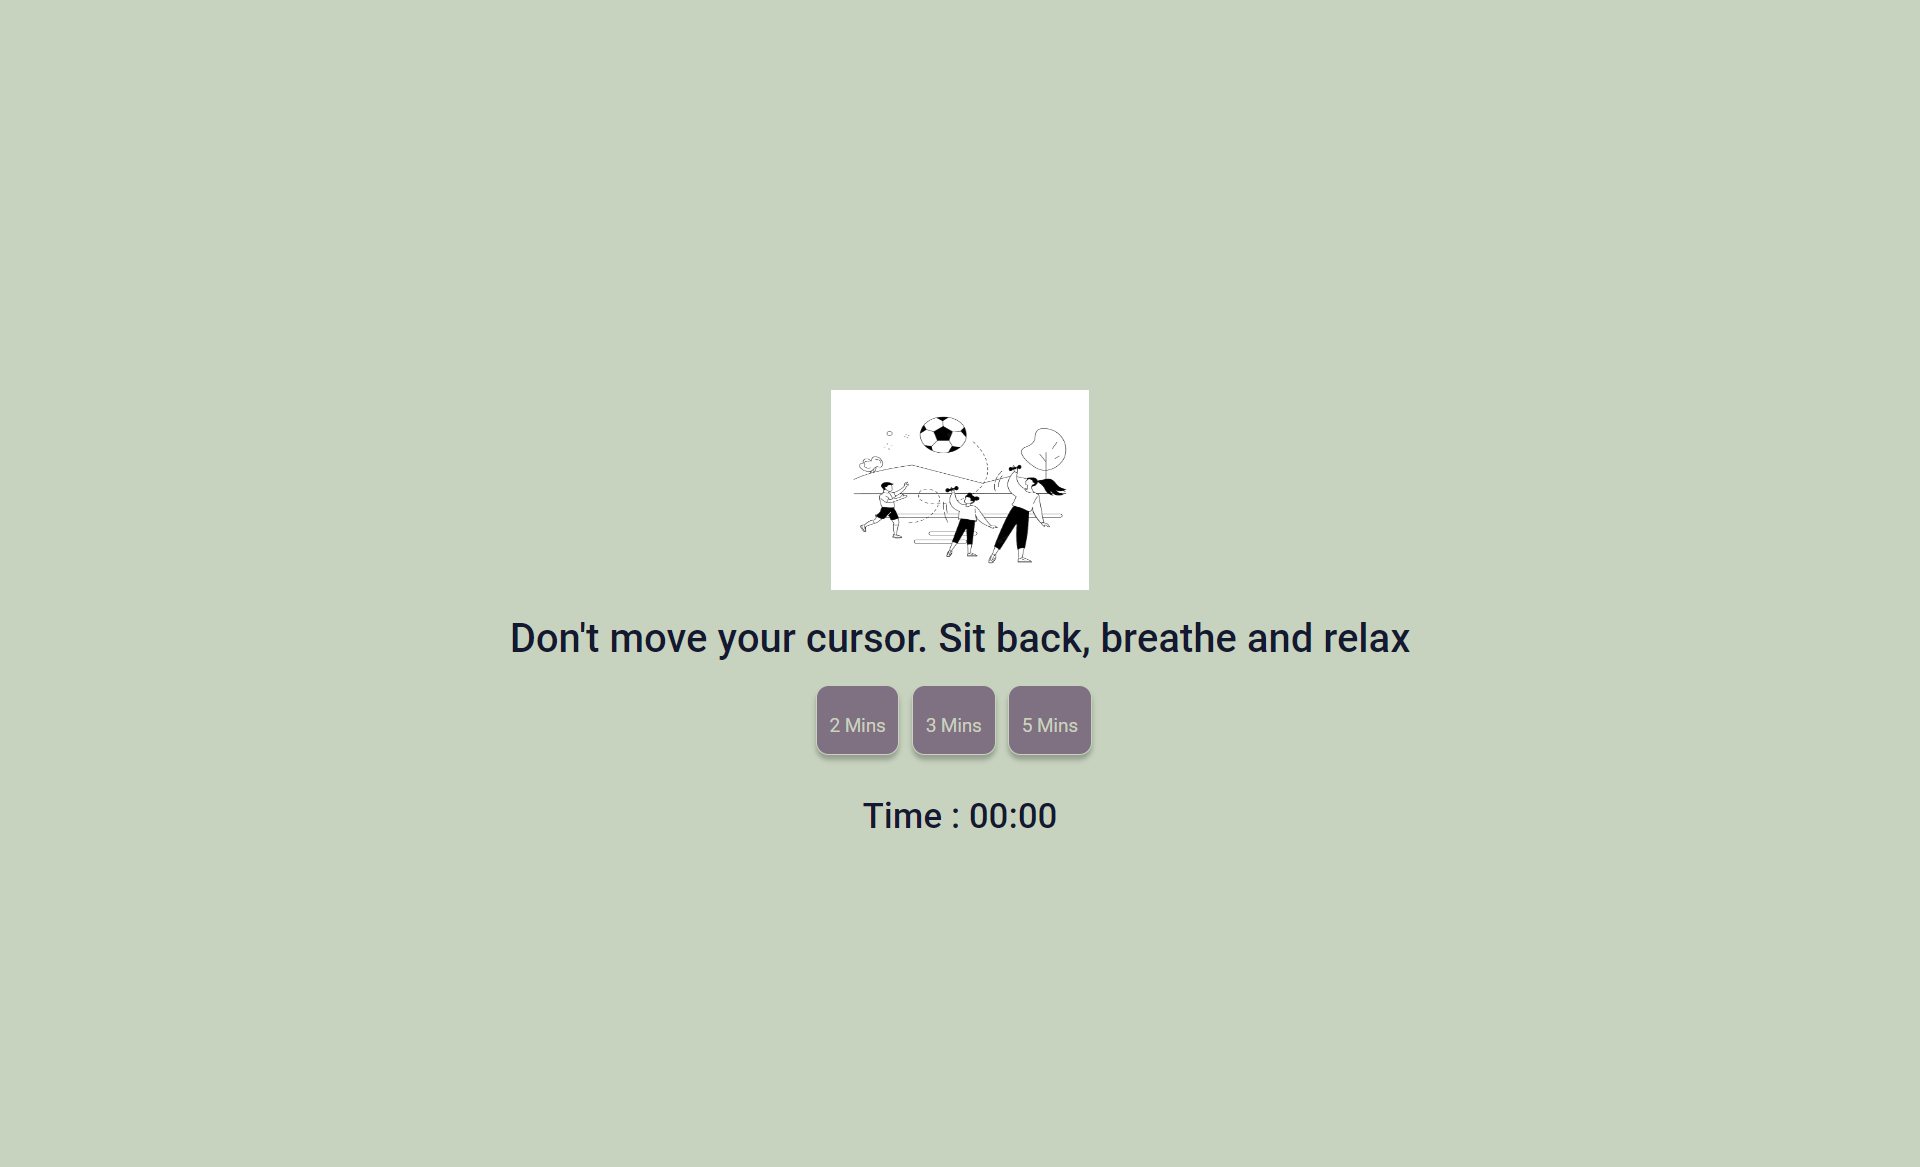 Don't move your cursor. Sit back, breathe and relax
2 Mins 3 Mins 5 Mins
Time : 00:00